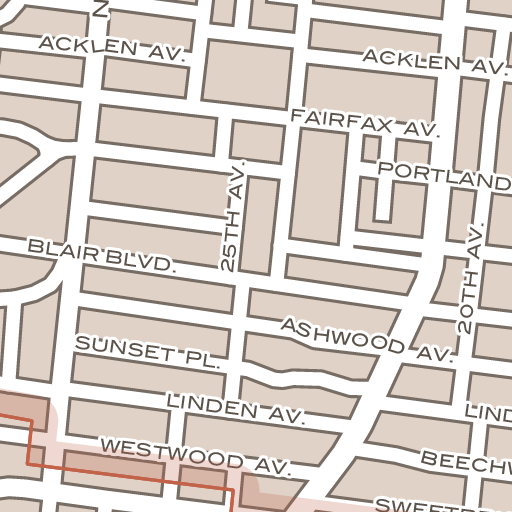 Z
ACKLEN AV.
ACKLEN AV.
FAIRFAX AV.
PORTLAND
25TH AV.
BLAIR BLVD.
20TH AV.
ASHWOOD AV.
SUNSET PL.
LINDEN AV.
LIND
WESTWOOD AV.
BEECHW